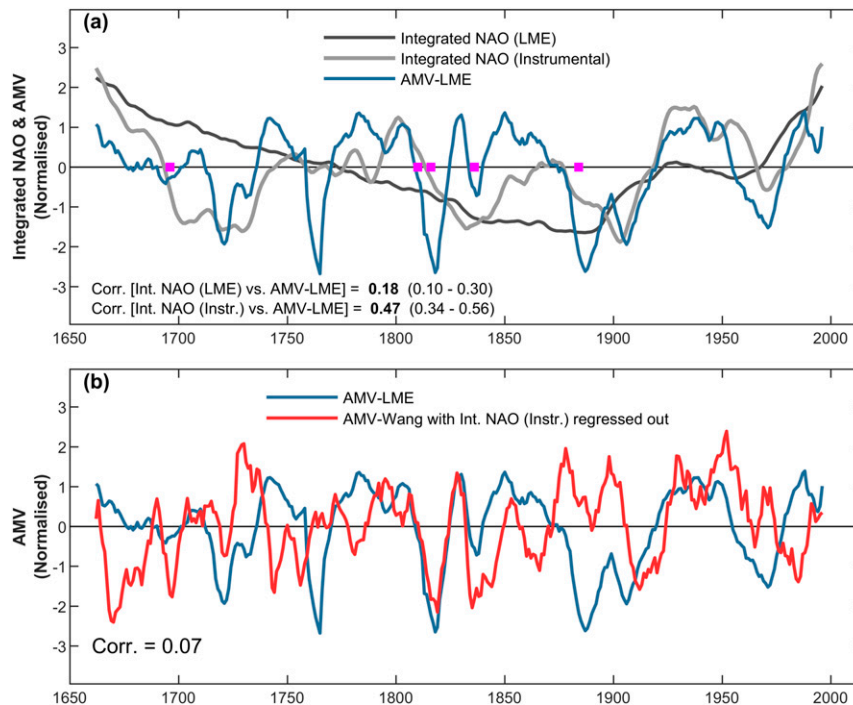 (a)
Integrated NAO (LME)
Integrated NAO (Instrumental)
AMV-LME
Integrated NAO & AMV
(Normalised)
3
2
1
0
-1
-2
-3
Corr. [Int. NAO (LME) vs. AMV-LME] = 0.18 (0.10 - 0.30)
Corr. [Int. NAO (Instr.) vs. AMV-LME] = 0.47 (0.34 - 0.56)
1650 1700 1750 1800 1850 1900 1950 2000
(b)
AMV-LME
AMV-Wang with Int. NAO (Instr.) regressed out
AMV
(Normalised)
3
2
1
0
-1
-2
-3
Corr. = 0.07
1650 1700 1750 1800 1850 1900 1950 2000